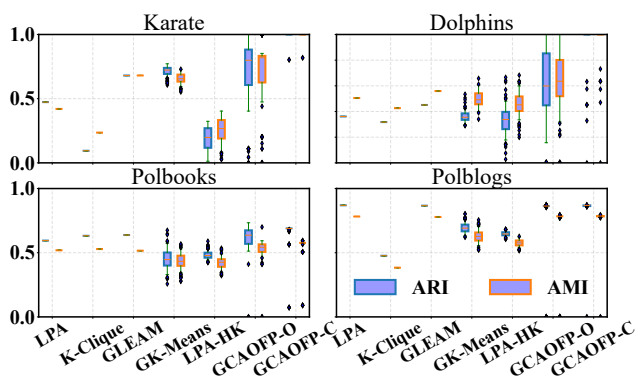 Karate
Dolphins
1.0
0.5
0.0
Polbooks
Polblogs
1.0
0.5
0.0
ARI
AMI
LPA
K-Clique
GLEAM
GK-Means
LPA-HK
GCAOFP-O
GCAOFP-C
LPA
K-Clique
GLEAM
GK-Means
LPA-HK
GCAOFP-O
GCAOFP-C